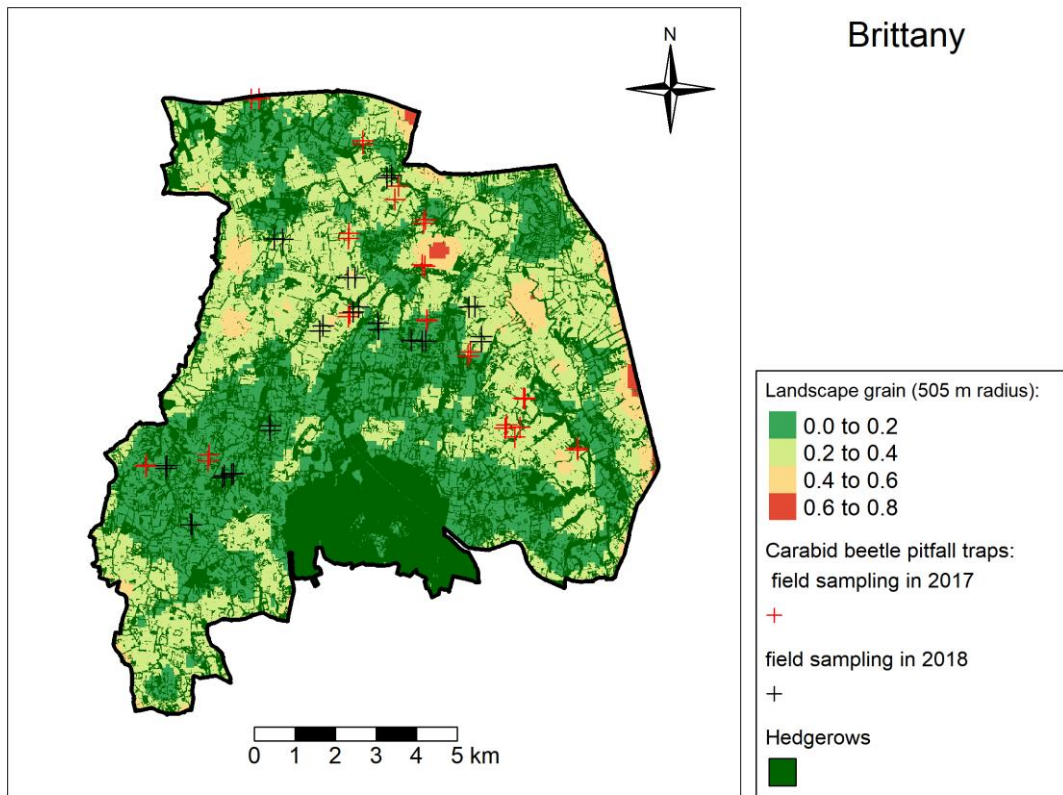 Brittany
N
0 1 2 3 4 5 km
Landscape grain (505 m radius):
0.0 to 0.2
0.2 to 0.4
0.4 to 0.6
0.6 to 0.8
Carabid beetle pitfall traps:
field sampling in 2017
field sampling in 2018
Hedgerows